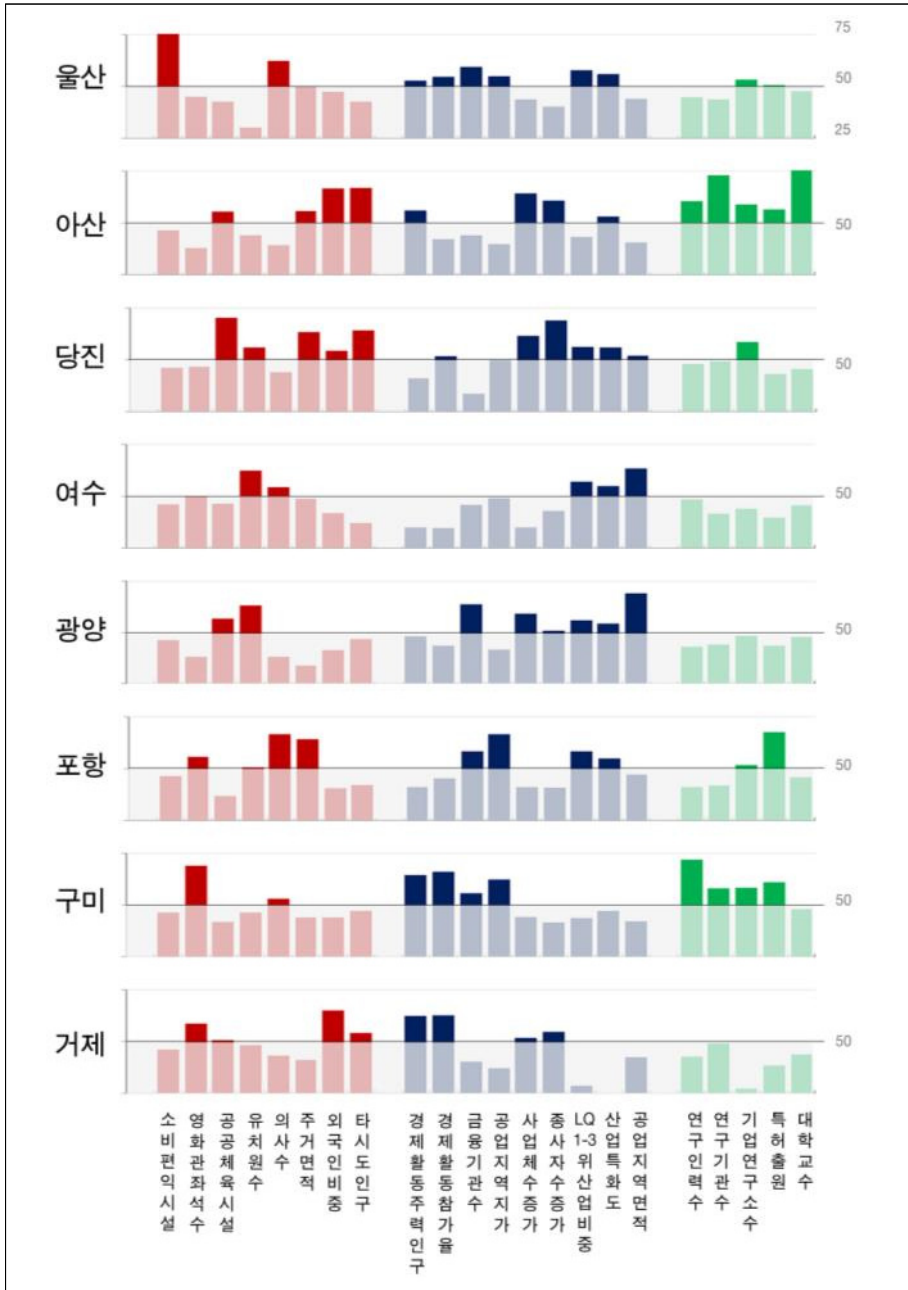 75
울산
50
25
아산
50
당진
50
여수
50
광양
50
포항
50
구미
50
거제
50
소비편익시설
영화관좌석수
공공체육시설
유치원수
의사수
주거면적
외국인비중
타시도인구
경제활동주력인구
경제활동참가율
금융기관수
공업지역지가
사업체수증가
종사자수증가
LQ1-3위산업비중
산업특화도
공업지역면적
연구인력수
연구기관수
기업연구소수
특허출원
대학교수